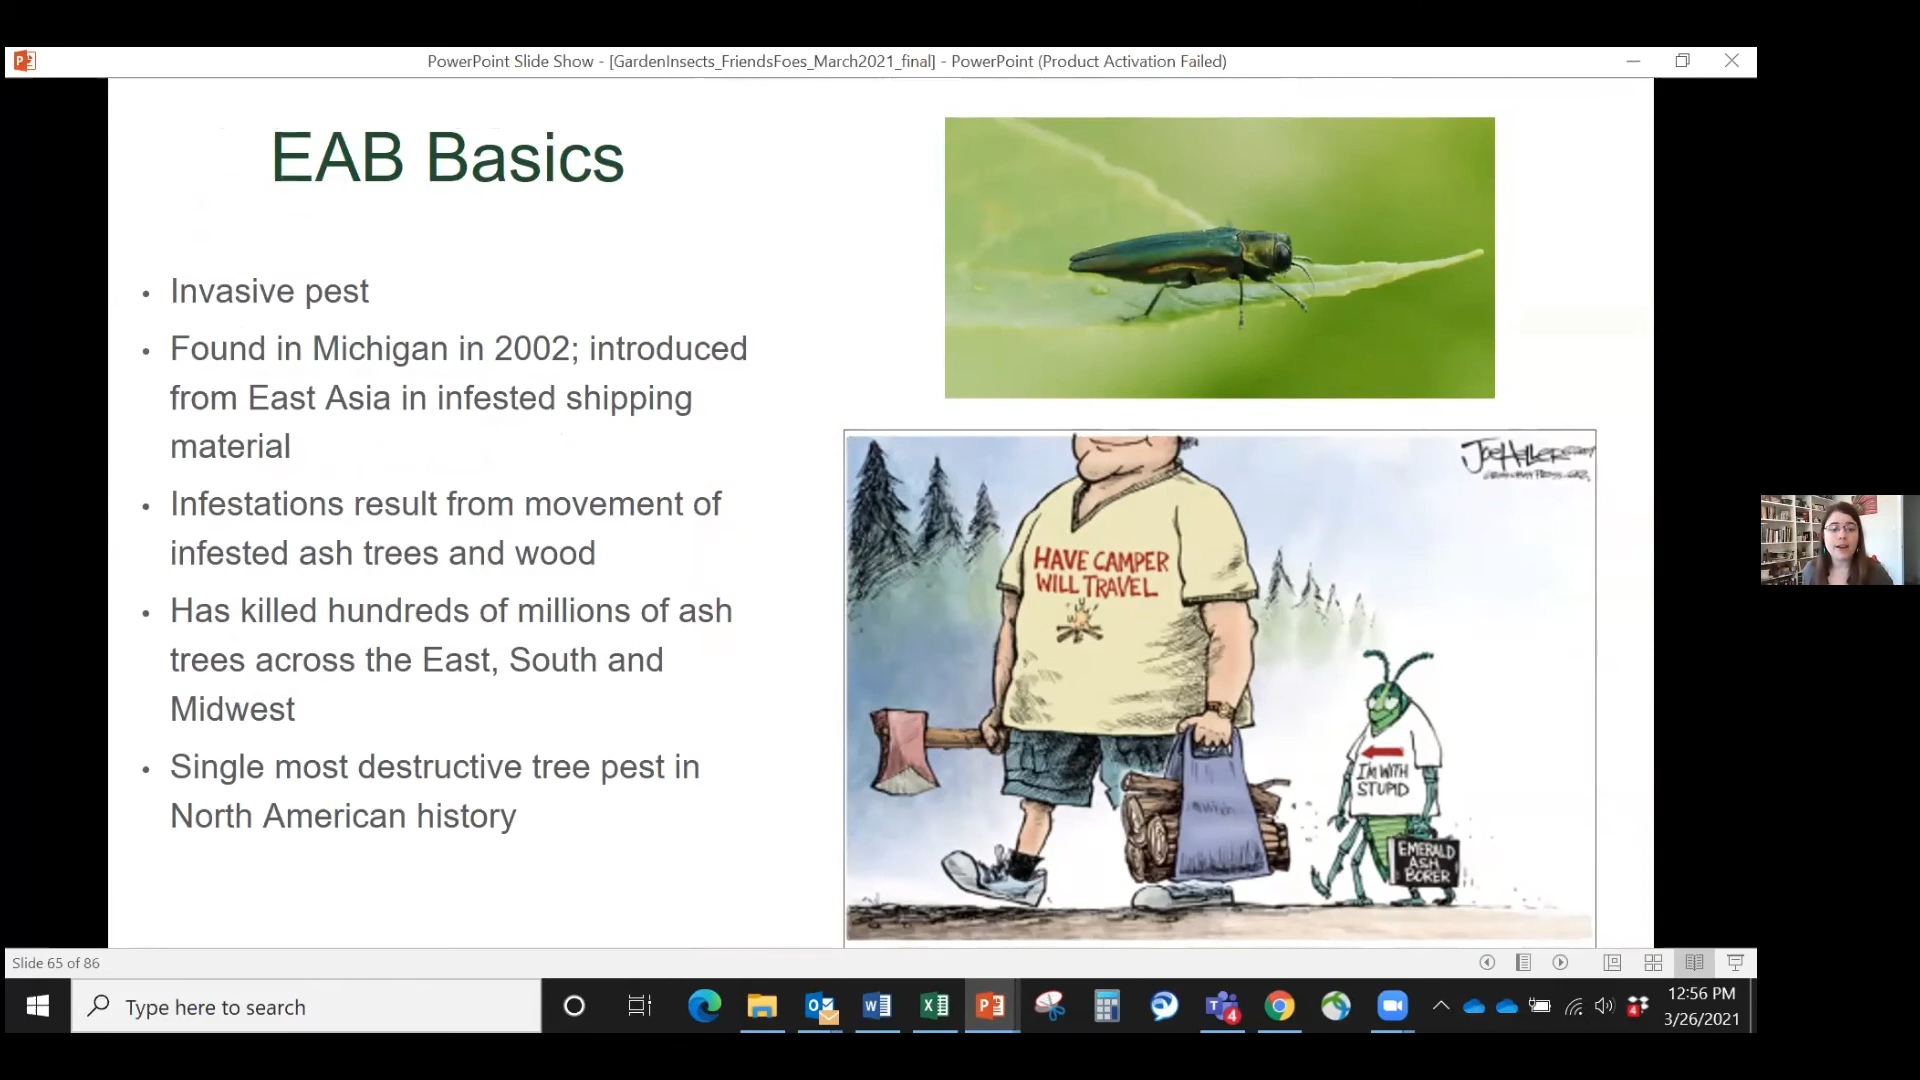 PowerPoint Slide Show - [GardenInsects_FriendsFoes_March2021_final] - PowerPoint (Product Activation Failed)
EAB Basics
• Invasive pest
• Found in Michigan in 2002; introduced
from East Asia in infested shipping
material
• Infestations result from movement of
infested ash trees and wood
• Has killed hundreds of millions of ash
trees across the East, South and
Midwest
• Single most destructive tree pest in
North American history
Joe Heller
HAVE CAMPER
WILL TRAVEL
I'M WITH
STUPID
EMERALD
ASH
BORER
Slide 65 of 86
Type here to search
4
4
12:56 PM
3/26/2021